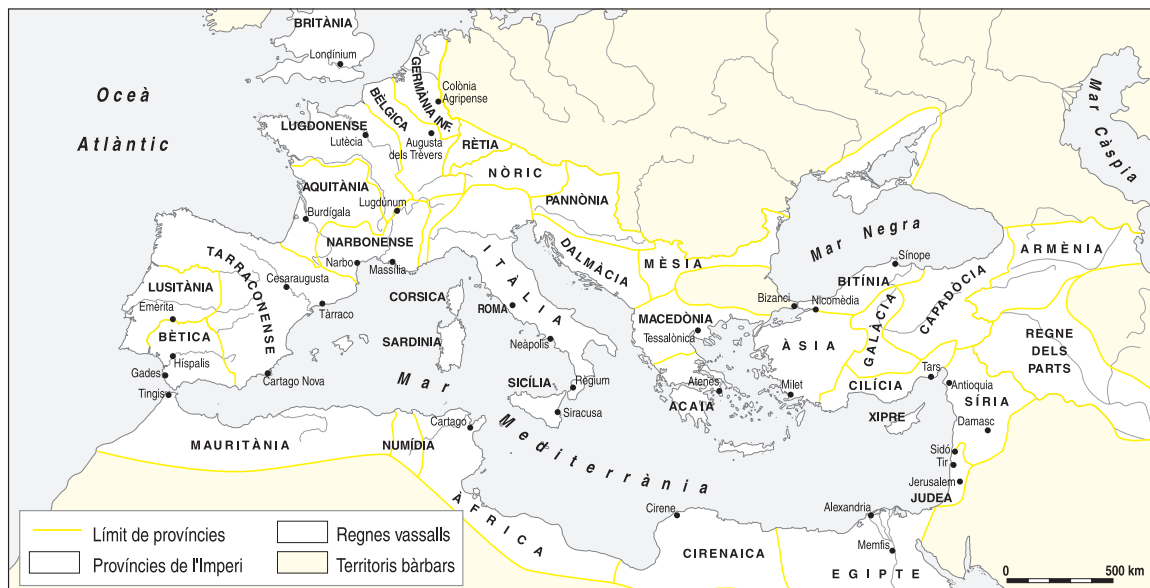 BRITÀNIA
Londínium
Oceà
Atlàntic
GERMÀNIA INF.
Colònia
Agripense
BÈLGICA
LUGDONENSE
Lutècia
Augusta
dels Trèvers
RÈTIA
NÒRIC
PANNÒNIA
AQUITÀNIA
Burdígala
Lugdúnum
NARBONENSE
Narbo
Massília
TARRACONENSE
Cesaraugusta
Tàrraco
LUSITÀNIA
Emèrita
BÈTICA
Híspalis
Gades
Tingis
Cartago Nova
CORSICA
SARDINIA
ITÀLIA
ROMA
Neàpolis
SICÍLIA
Règium
Siracusa
DALMÀCIA
MÈSIA
MACEDÒNIA
Tessalònica
Atenes
ACAIA
Mar Negra
Mar Càspia
Sínope
BITÍNIA
Bizanci
Nicomèdia
ARMÈNIA
CAPADÒCIA
GALÀCIA
ÀSIA
Milet
CILÍCIA
Tars
REGNE
DELS
PARTS
Antioquia
SÍRIA
XIPRE
Damasc
Sidó
Tir
Jerusalem
JUDEA
Mar Mediterrània
MAURITÀNIA
NUMÍDIA
Cartago
ÀFRICA
Cirene
CIRENAICA
Alexandria
Memfis
EGIPTE
Límit de províncies
Províncies de l'Imperi
Regnes vassalls
Territoris bàrbars
0
500 km